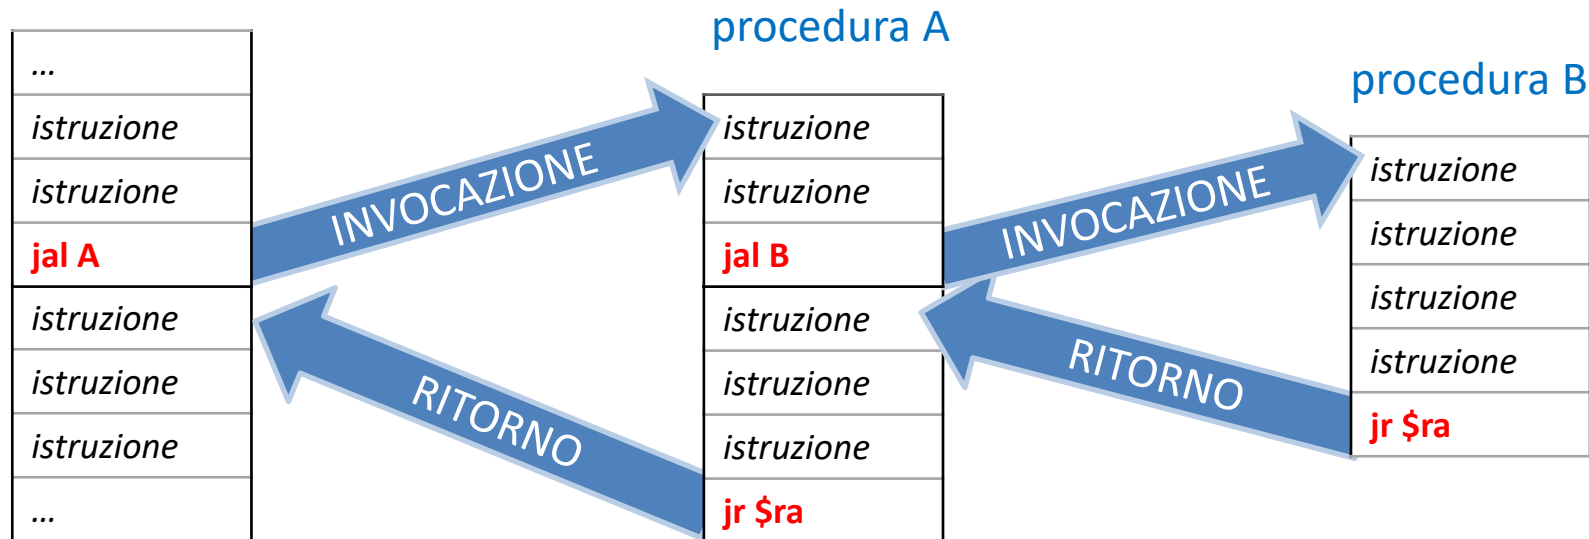 procedura A
procedura B
...
istruzione
istruzione
jal A
istruzione
istruzione
istruzione
...
INVOCAZIONE
RITORNO
istruzione
istruzione
jal B
istruzione
istruzione
istruzione
jr $ra
INVOCAZIONE
RITORNO
istruzione
istruzione
istruzione
istruzione
jr $ra